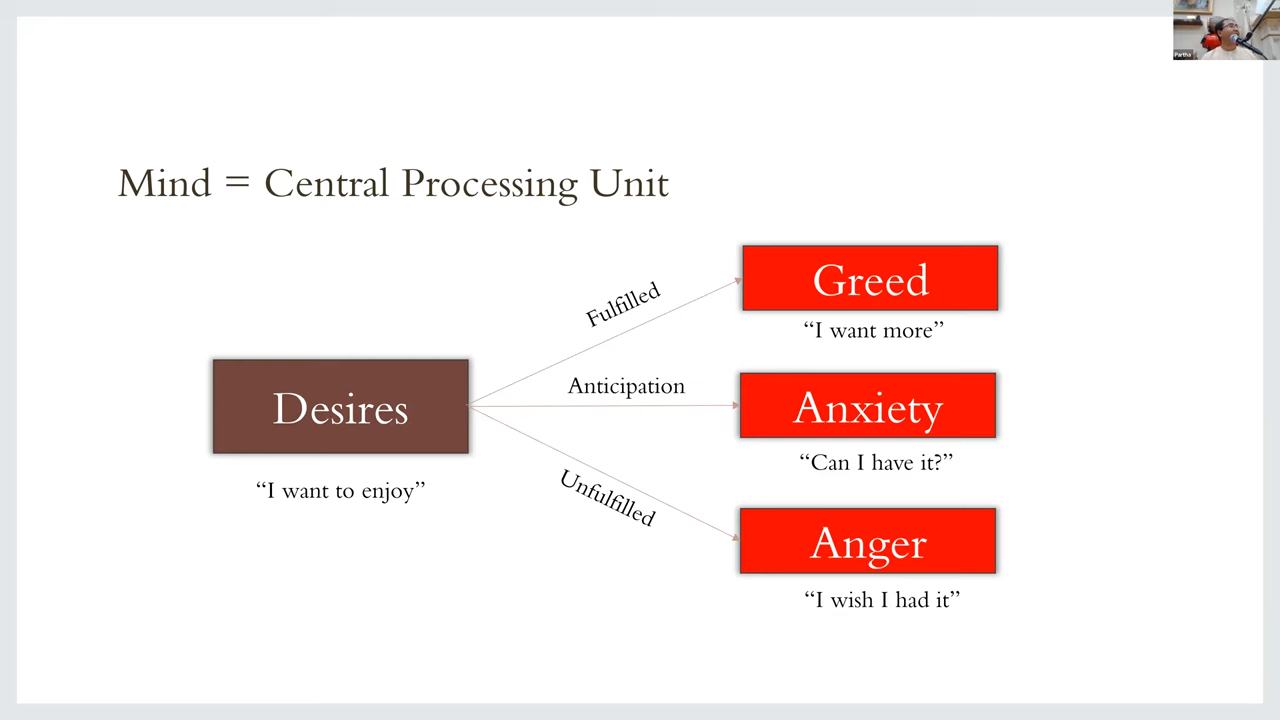 Partha
Mind = Central Processing Unit
Fulfilled
Greed
“I want more”
Desires
“I want to enjoy”
Anticipation
Anxiety
“Can I have it?”
Unfulfilled
Anger
“I wish I had it”